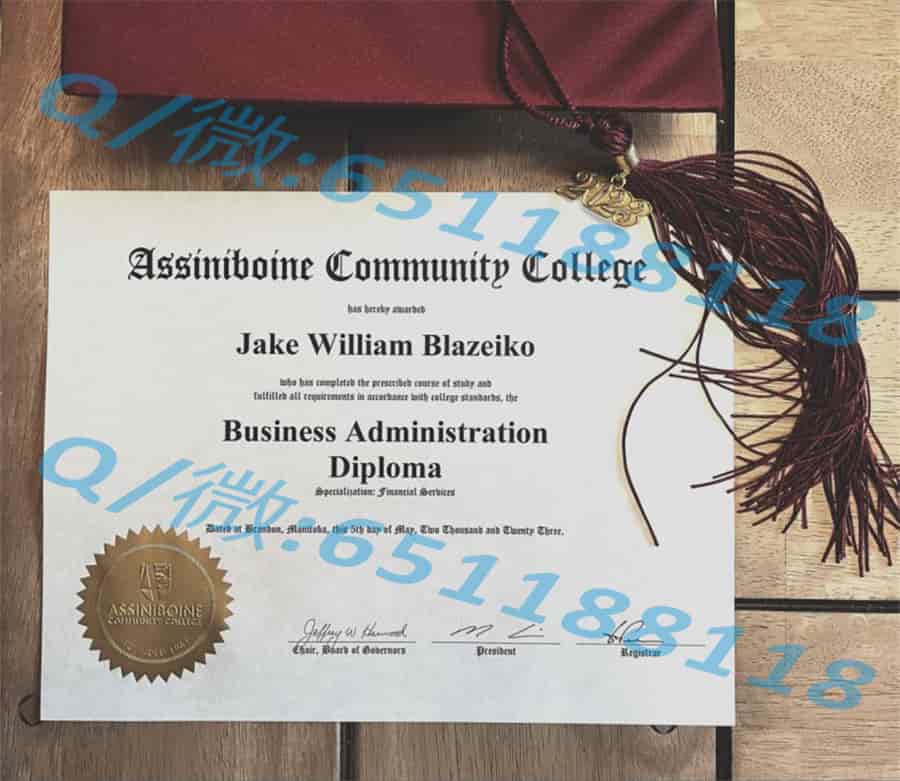 Q/微:651188118
2023
Assiniboine Community College
has hereby awarded
Jake William Blazeiko
who has completed the prescribed course of study and
fulfilled all requirements in accordance with college standards, the
Business Administration
Diploma
Specialization: Financial Services
Q/微:651188118
Dated at Brandon, Manitoba, this 5th day of May, Two Thousand and Twenty Three.
ASSINIBOINE
COMMUNITY COLLEGE
Chair, Board of Governors
President
Registrar